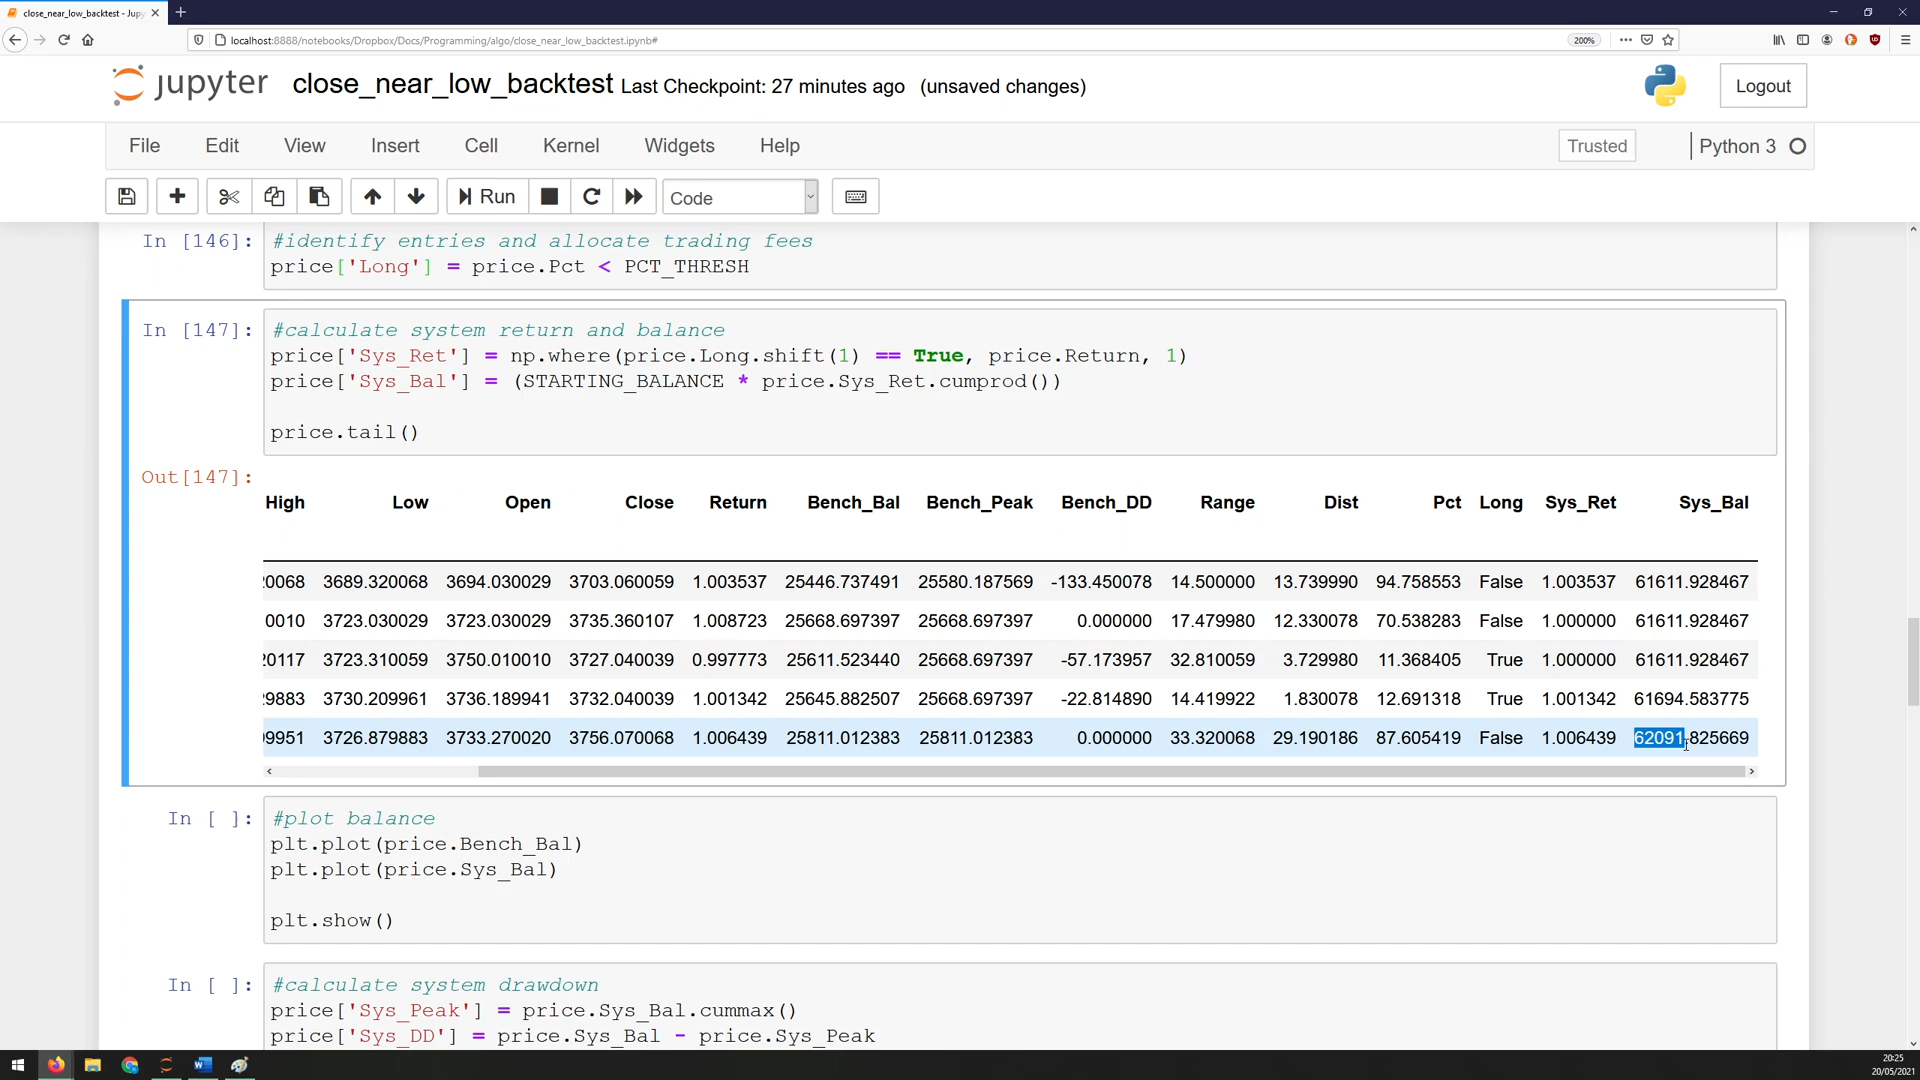 close_near_low_backtest - Jupy
localhost:8888/notebooks/Dropbox/Docs/Programming/algo/close_near_low_backtest.ipynb#
200%
jupyter close_near_low_backtest Last Checkpoint: 27 minutes ago (unsaved changes)
Logout
File Edit View Insert Cell Kernel Widgets Help
Trusted
Python 3
Run
Code
In [146]: #identify entries and allocate trading fees
price['Long'] = price.Pct < PCT_THRESH
In [147]: #calculate system return and balance
price['Sys_Ret'] = np.where(price.Long.shift(1) == True, price.Return, 1)
price['Sys_Bal'] = (STARTING_BALANCE * price.Sys_Ret.cumprod())
price.tail()
Out[147]:
High Low Open Close Return Bench_Bal Bench_Peak Bench_DD Range Dist Pct Long Sys_Ret Sys_Bal
20068 3689.320068 3694.030029 3703.060059 1.003537 25446.737491 25580.187569 -133.450078 14.500000 13.739990 94.758553 False 1.003537 61611.928467
0010 3723.030029 3723.030029 3735.360107 1.008723 25668.697397 25668.697397 0.000000 17.479980 12.330078 70.538283 False 1.000000 61611.928467
20117 3723.310059 3750.010010 3727.040039 0.997773 25611.523440 25668.697397 -57.173957 32.810059 3.729980 11.368405 True 1.000000 61611.928467
29883 3730.209961 3736.189941 3732.040039 1.001342 25645.882507 25668.697397 -22.814890 14.419922 1.830078 12.691318 True 1.001342 61694.583775
99951 3726.879883 3733.270020 3756.070068 1.006439 25811.012383 25811.012383 0.000000 33.320068 29.190186 87.605419 False 1.006439 62091.825669
In [ ]: #plot balance
plt.plot(price.Bench_Bal)
plt.plot(price.Sys_Bal)
plt.show()
In [ ]: #calculate system drawdown
price['Sys_Peak'] = price.Sys_Bal.cummax()
price['Sys_DD'] = price.Sys_Bal - price.Sys_Peak
20:25
20/05/2021